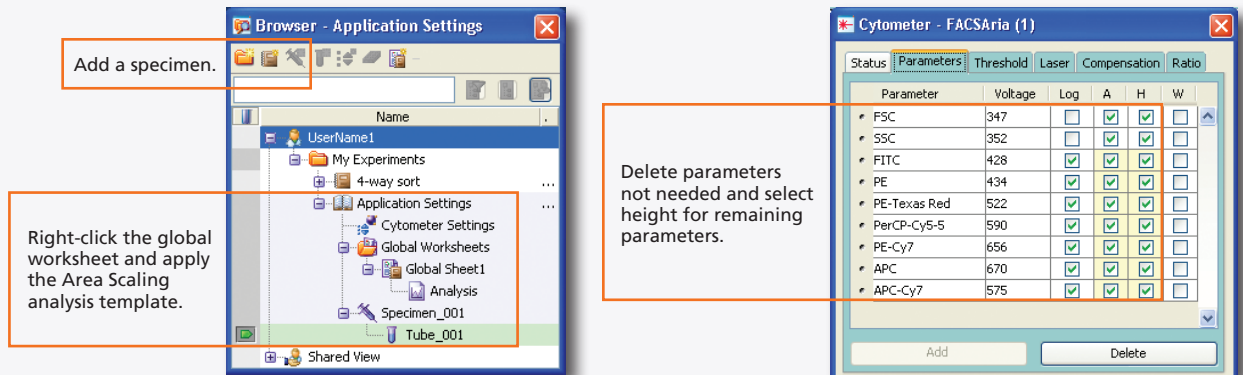 Browser - Application Settings
Add a specimen.
Name
UserName1
My Experiments
4-way sort ...
Application Settings ...
Cytometer Settings
Global Worksheets
Global Sheet1
Analysis
Specimen_001
Tube_001
Shared View
Right-click the global
worksheet and apply
the Area Scaling
analysis template.
Cytometer - FACSAria (1)
Status Parameters Threshold Laser Compensation Ratio
Parameter Voltage Log A H W
FSC 347
SSC 352
FITC 428
PE 434
PE-Texas Red 522
PerCP-Cy5-5 590
PE-Cy7 656
APC 670
APC-Cy7 575
Add Delete
Delete parameters
not needed and select
height for remaining
parameters.